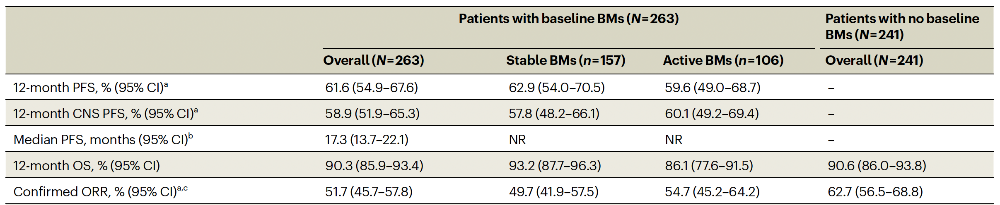 Patients with baseline BMs (N=263) Patients with no baseline
BMs (N=241)
Overall (N=263) Stable BMs (n=157) Active BMs (n=106) Overall (N=241)
12-month PFS, % (95% CI)a 61.6 (54.9–67.6) 62.9 (54.0–70.5) 59.6 (49.0–68.7) –
12-month CNS PFS, % (95% CI)a 58.9 (51.9–65.3) 57.8 (48.2–66.1) 60.1 (49.2–69.4) –
Median PFS, months (95% CI)b 17.3 (13.7–22.1) NR NR –
12-month OS, % (95% CI) 90.3 (85.9–93.4) 93.2 (87.7–96.3) 86.1 (77.6–91.5) 90.6 (86.0–93.8)
Confirmed ORR, % (95% CI)a,c 51.7 (45.7–57.8) 49.7 (41.9–57.5) 54.7 (45.2–64.2) 62.7 (56.5–68.8)